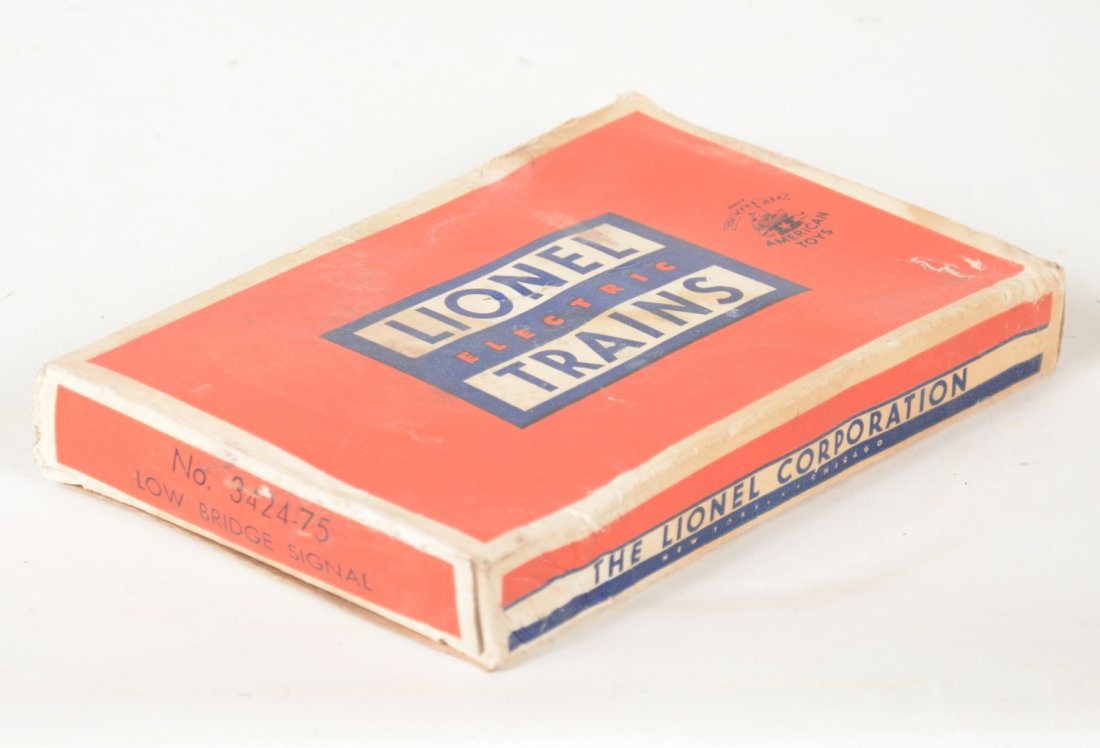 LIONEL
ELECTRIC
TRAINS
AMERICAN
TOYS
No. 3424-75
LOW BRIDGE SIGNAL
THE LIONEL CORPORATION
NEW YORK CHICAGO